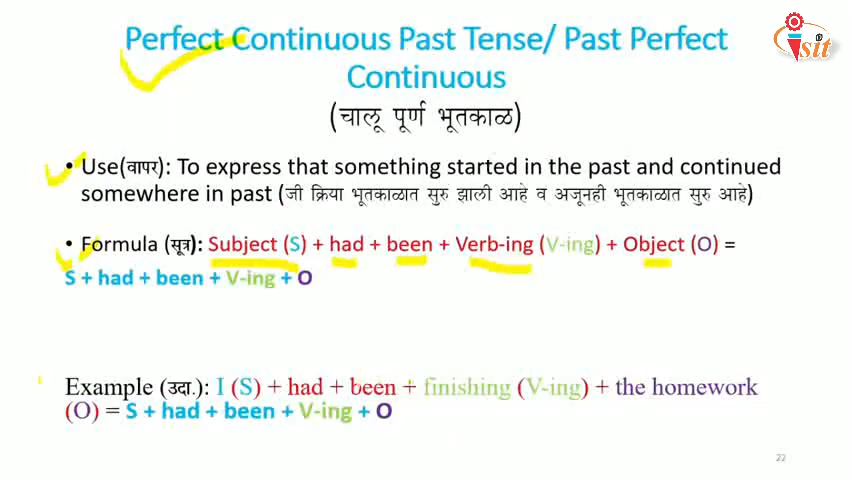 Perfect Continuous Past Tense/ Past Perfect
Continuous
(चालू पूर्ण भूतकाळ)
• Use(वापर): To express that something started in the past and continued
somewhere in past (जी क्रिया भूतकाळात सुरु झाली आहे व अजूनही भूतकाळात सुरु आहे)
• Formula (सूत्र): Subject (S) + had + been + Verb-ing (V-ing) + Object (O) =
S + had + been + V-ing + O
Example (उदा.): I (S) + had + been + finishing (V-ing) + the homework
(O) = S + had + been + V-ing + O
22
isit